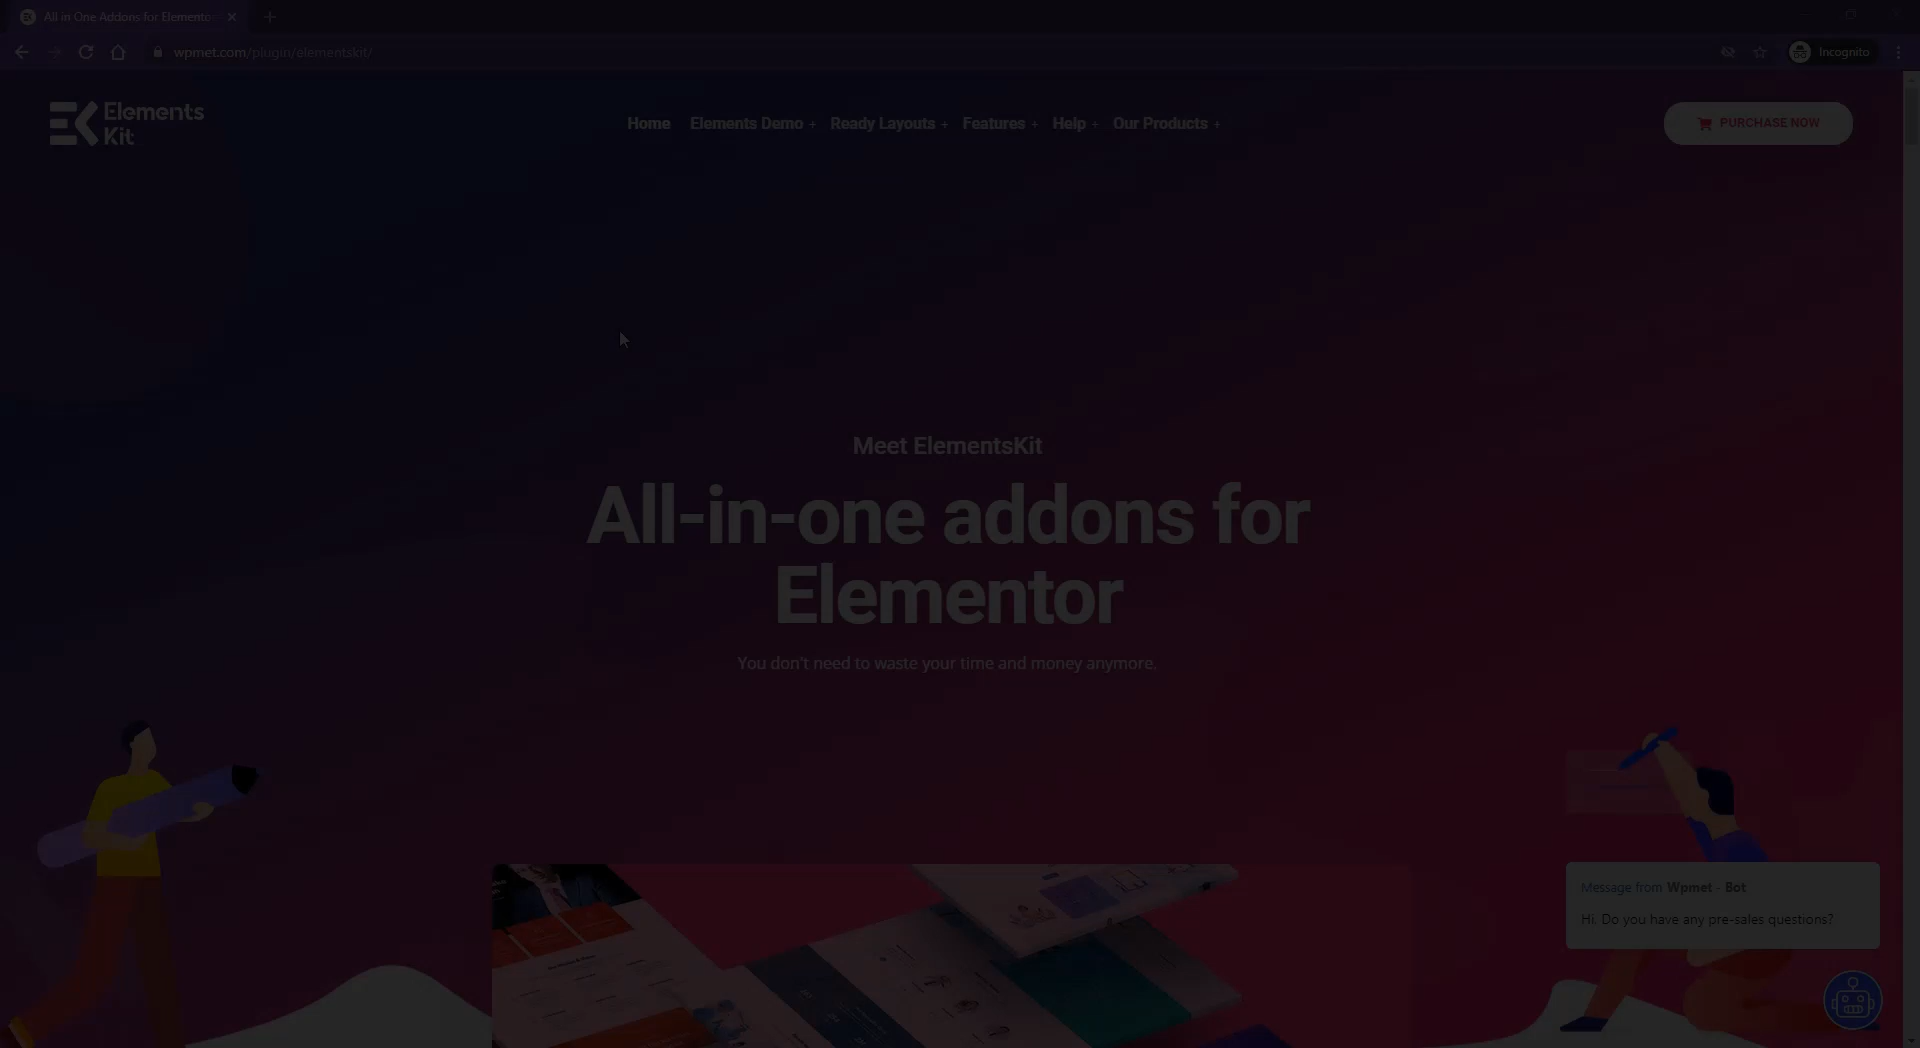 All in One Addons for Elementor
wpmet.com/plugin/elementskit/
Incognito
Elements
Kit
Home Elements Demo + Ready Layouts + Features + Help + Our Products +
PURCHASE NOW
Meet ElementsKit
All-in-one addons for
Elementor
You don't need to waste your time and money anymore.
Message from Wpmet - Bot
Hi. Do you have any pre-sales questions?